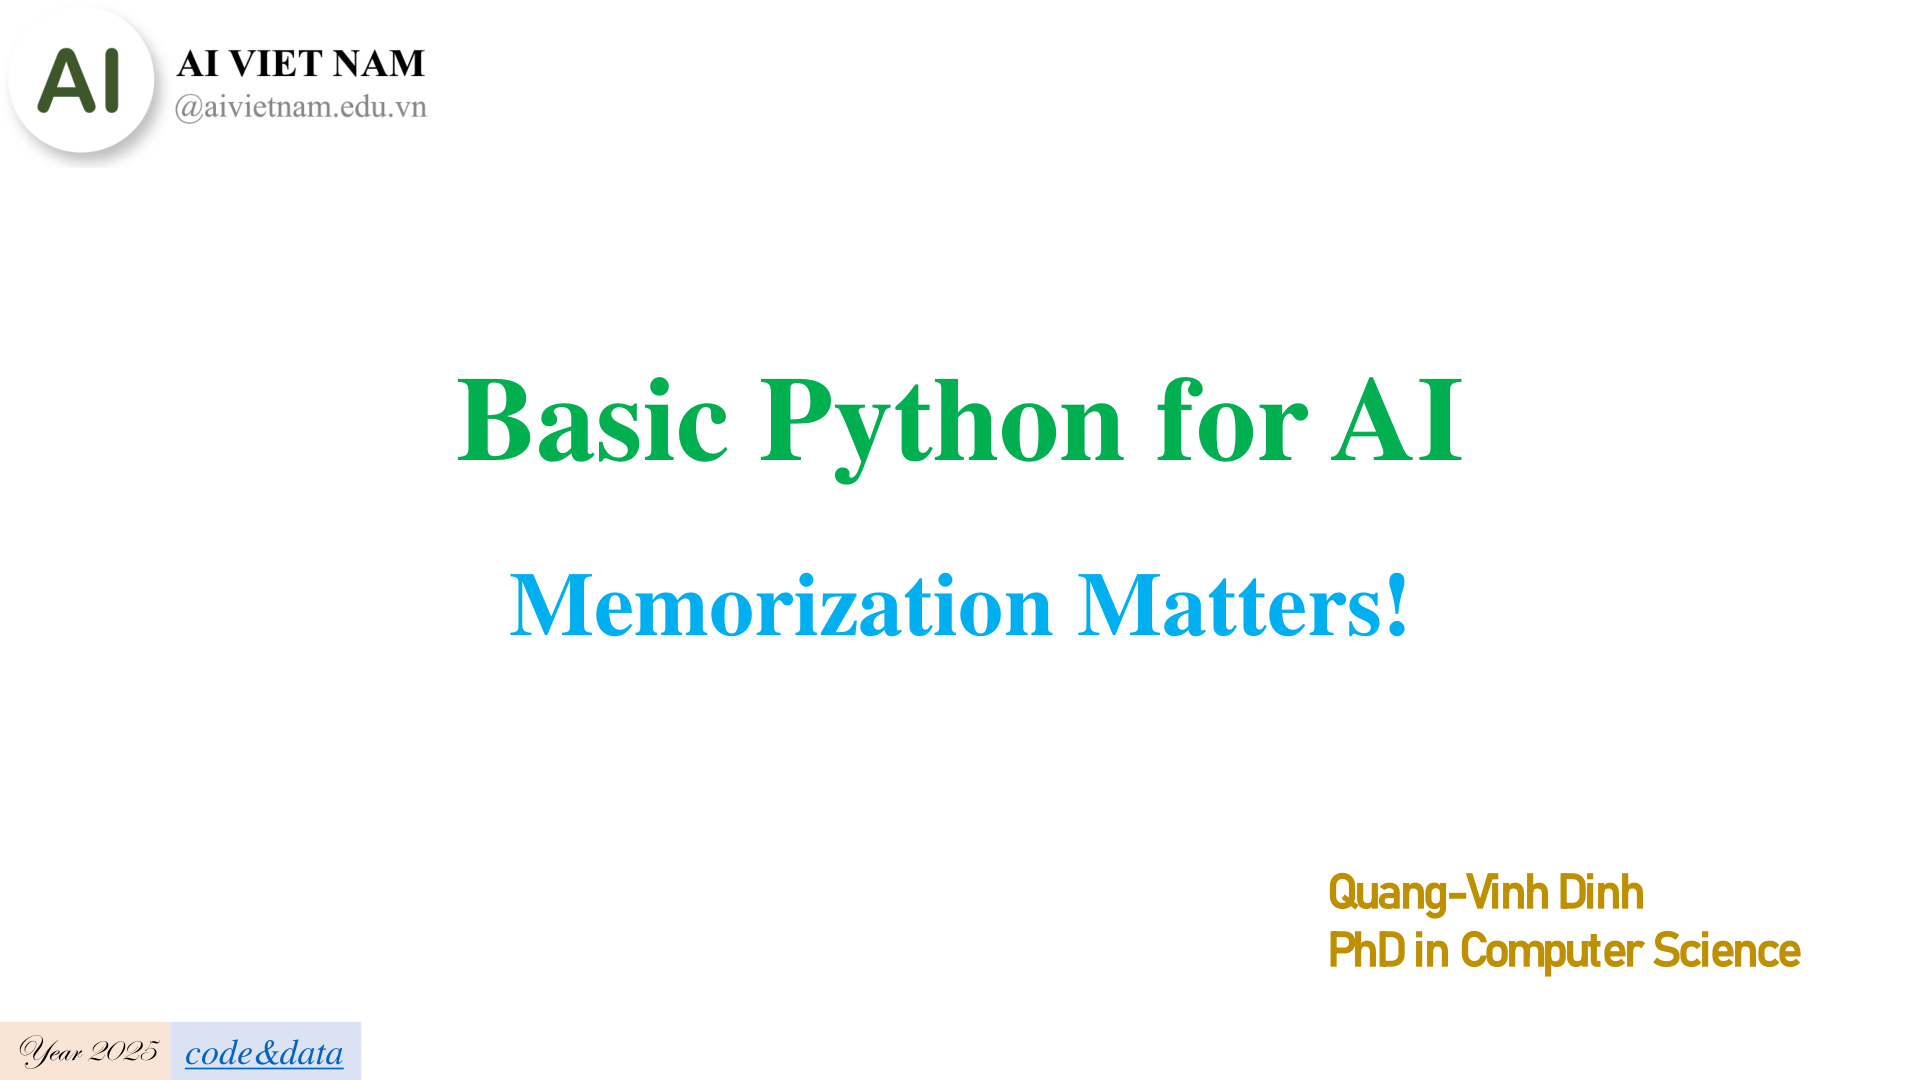 AI
AI VIET NAM
@aivietnam.edu.vn
Basic Python for AI
Memorization Matters!
Quang-Vinh Dinh
PhD in Computer Science
Year 2025
code&data